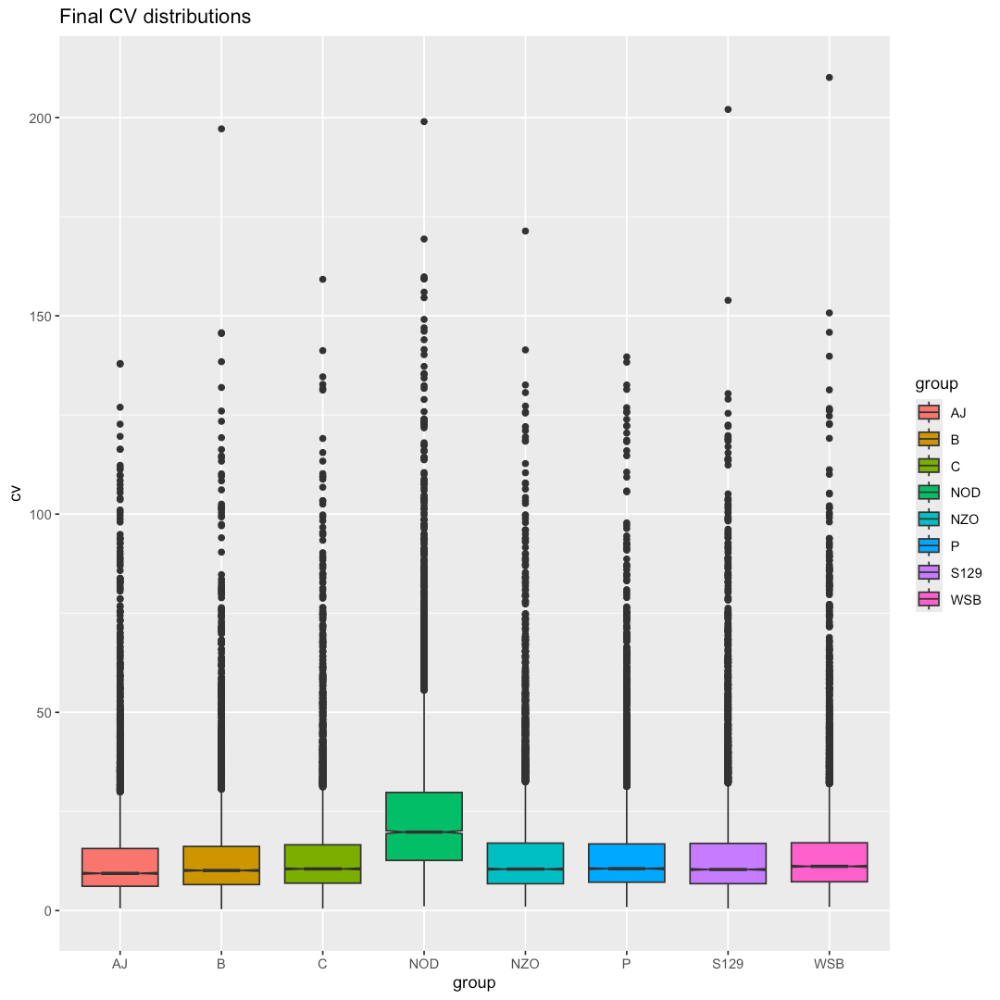 Final CV distributions
cv
200
150
100
50
0
AJ B C NOD NZO P S129 WSB
group
group
AJ
B
C
NOD
NZO
P
S129
WSB